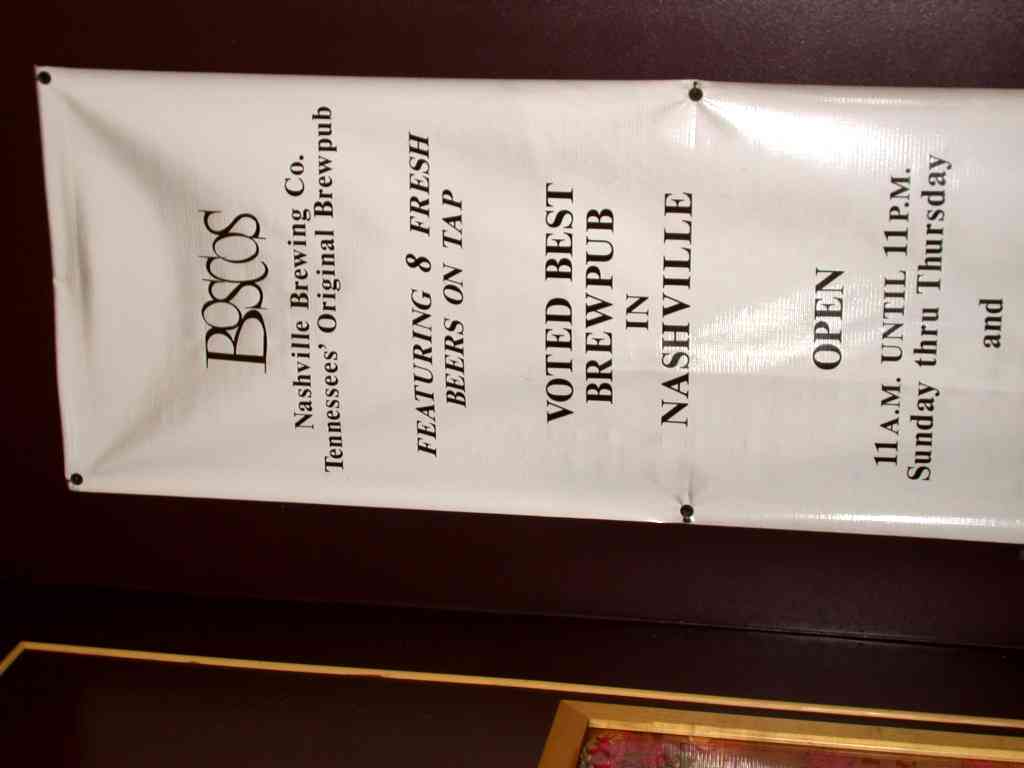 BOSCOS
Nashville Brewing Co.
Tennessees' Original Brewpub
FEATURING 8 FRESH
BEERS ON TAP
VOTED BEST
BREWPUB
IN
NASHVILLE
OPEN
11 A.M. UNTIL 11 P.M.
Sunday thru Thursday
and